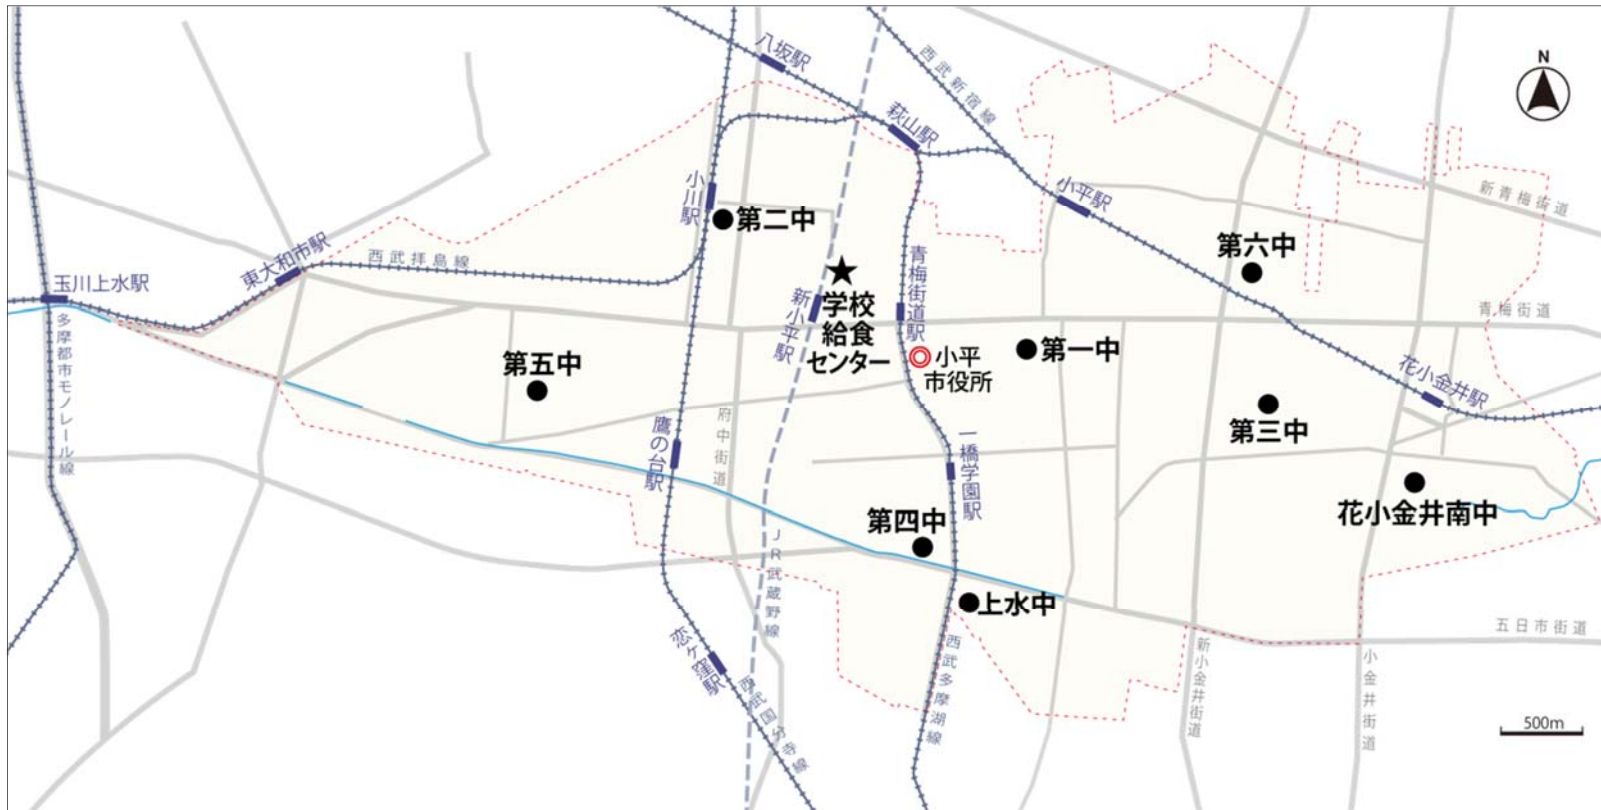 八坂駅
西武新宿線
N
萩山駅
小平駅
新青梅街道
小川駅
第二中
東大和市駅
西武拝島線
玉川上水駅
多摩都市モノレール線
学校
給食
センター
新小平駅
青梅街道駅
第六中
青梅街道
第一中
小平
市役所
第五中
花小金井駅
第三中
府中街道
鷹の台駅
一橋学園駅
花小金井南中
第四中
JR武蔵野線
上水中
五日市街道
恋ヶ窪駅
西武国分寺線
西武多摩湖線
新小金井街道
小金井街道
500m